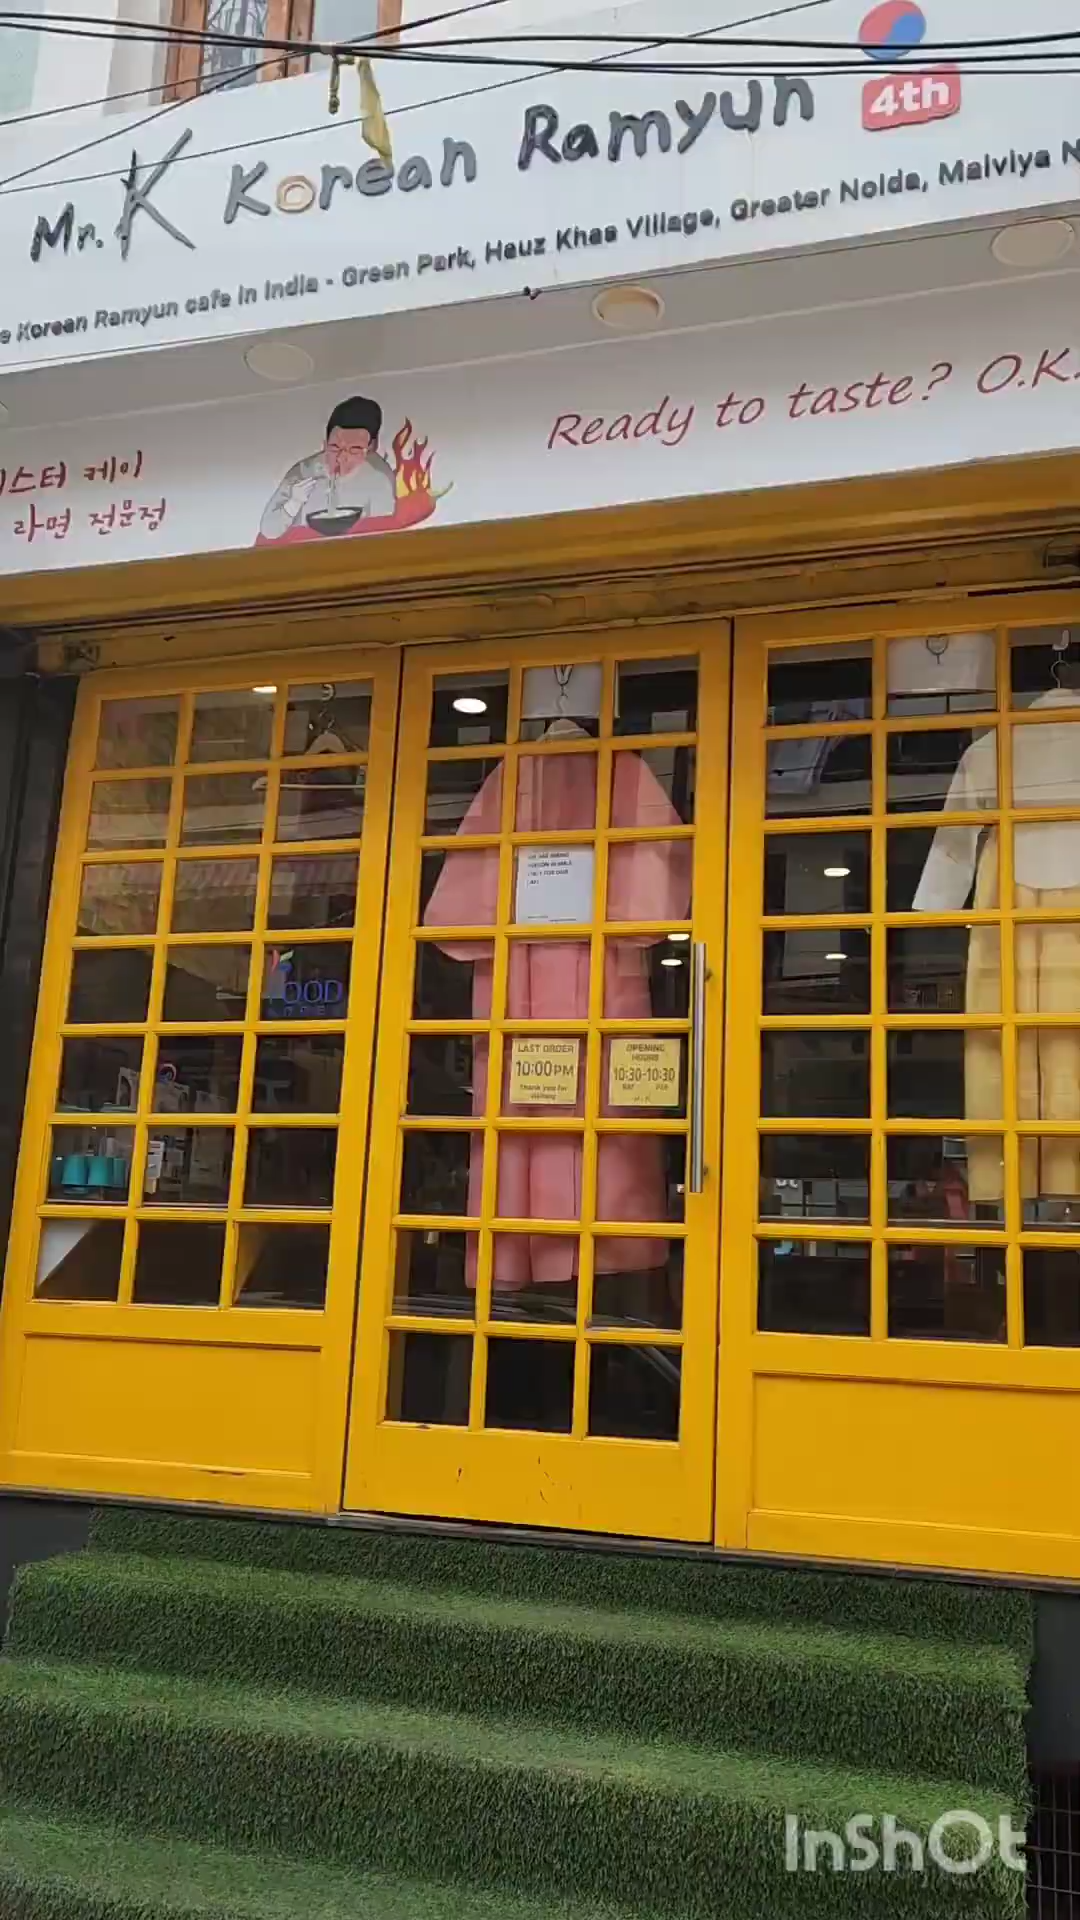 Mr. K Korean Ramyun 4th
Korean Ramyun cafe in India - Green Park, Hauz Khas Village, Greater Noida, Malviya N
Ready to taste? O.K.
스터 케이
라면 전문점
FOOD
LAST ORDER
10:00PM
Thank you for
visiting
OPENING
HOURS
10:30-10:30
InShOt